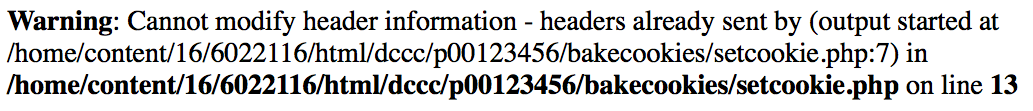 Warning: Cannot modify header information - headers already sent by (output started at
/home/content/16/6022116/html/dccc/p00123456/bakecookies/setcookie.php:7) in
/home/content/16/6022116/html/dccc/p00123456/bakecookies/setcookie.php on line 13